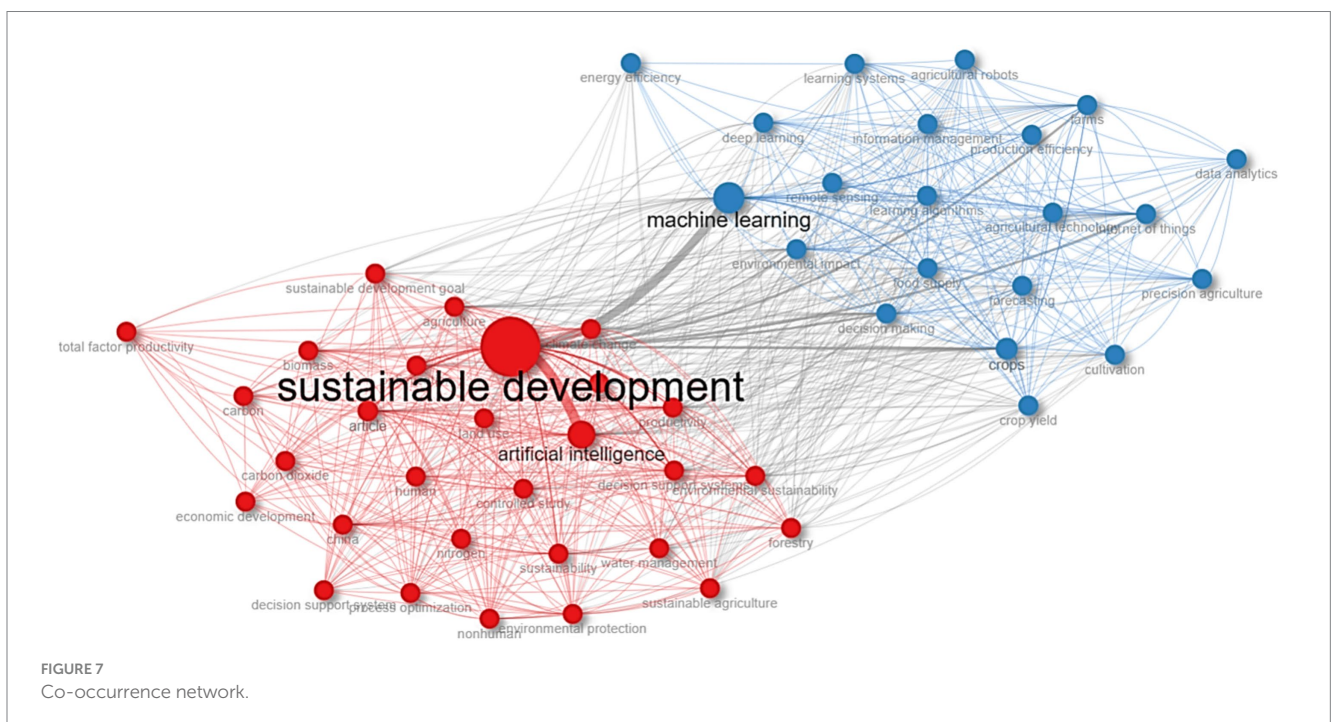 energy efficiency
learning systems
agricultural robots
farms
deep learning
information management
production efficiency
data analytics
remote sensing
learning algorithms
machine learning
agricultural technology
internet of things
environmental impact
food supply
forecasting
precision agriculture
sustainable development goal
agriculture
decision making
climate change
total factor productivity
biomass
crops
cultivation
sustainable development
carbon
article
land use
productivity
crop yield
artificial intelligence
carbon dioxide
human
decision support systems
environmental sustainability
controlled study
economic development
china
nitrogen
forestry
sustainability
water management
decision support system
process optimization
sustainable agriculture
nonhuman
environmental protection
FIGURE 7
Co-occurrence network.